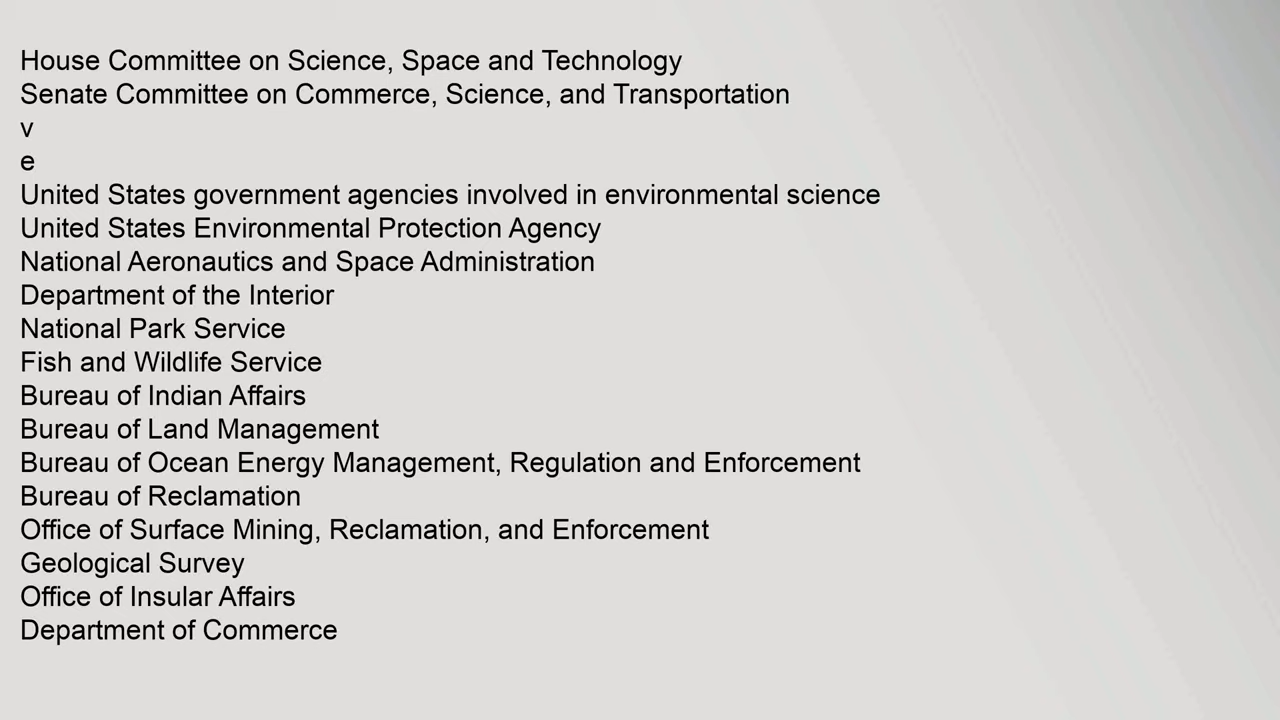 House Committee on Science, Space and Technology
Senate Committee on Commerce, Science, and Transportation
v
e
United States government agencies involved in environmental science
United States Environmental Protection Agency
National Aeronautics and Space Administration
Department of the Interior
National Park Service
Fish and Wildlife Service
Bureau of Indian Affairs
Bureau of Land Management
Bureau of Ocean Energy Management, Regulation and Enforcement
Bureau of Reclamation
Office of Surface Mining, Reclamation, and Enforcement
Geological Survey
Office of Insular Affairs
Department of Commerce